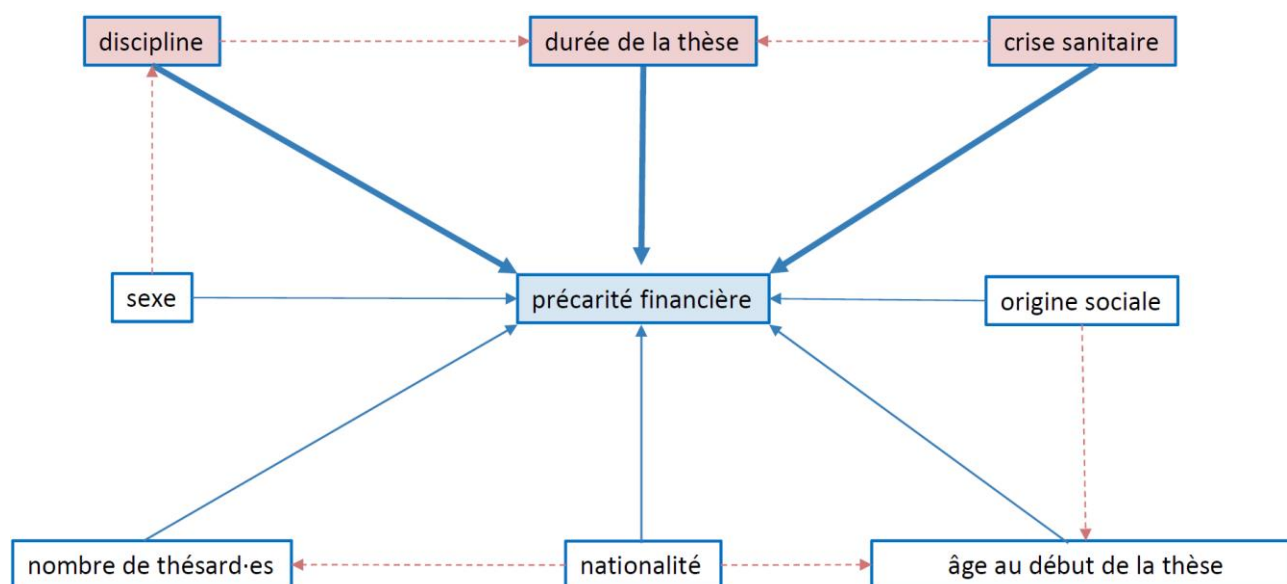 discipline
durée de la thèse
crise sanitaire
sexe
précarité financière
origine sociale
nombre de thésard·es
nationalité
âge au début de la thèse